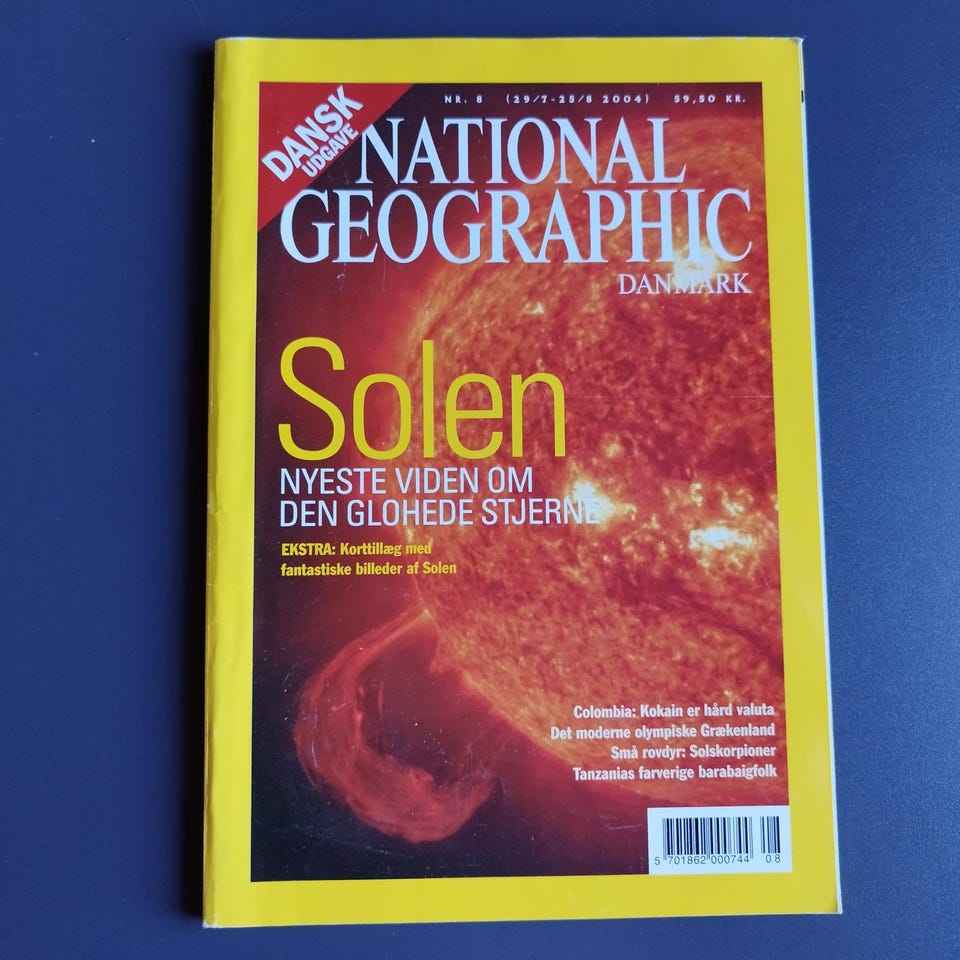 DANSK
UDGAVE
NR. 8 (29/7-25/8 2004) 59,50 KR.
NATIONAL
GEOGRAPHIC
DANMARK
Solen
NYESTE VIDEN OM
DEN GLOHEDE STJERNE
EKSTRA: Korttillæg med
fantastiske billeder af Solen
Colombia: Kokain er hård valuta
Det moderne olympiske Grækenland
Små rovdyr: Solskorpioner
Tanzanias farverige barabaigfolk
5 701862 000744 08